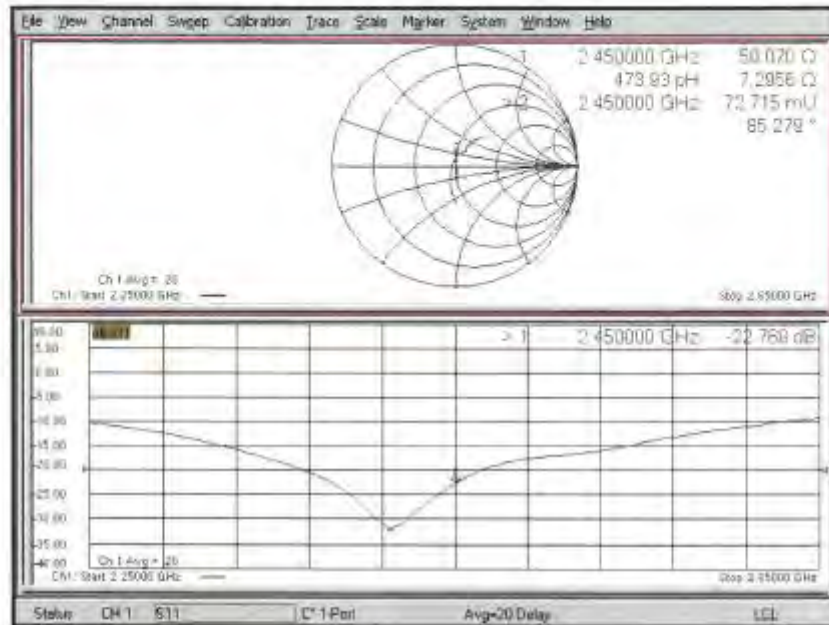 File View Channel Sweep Calibration Trace Scale Marker System Window Help
1 2.450000 GHz 50.070 Ω
473.93 pH 7.2956 Ω
> 2 2.450000 GHz 72.715 mU
85.279 °
Ch 1 Avg = 20
Ch1: Start 2.25000 GHz
Stop 2.65000 GHz
> 1 2.450000 GHz -22.768 dB
10.00
5.00
0.00
-5.00
-10.00
-15.00
-20.00
-25.00
-30.00
-35.00
-40.00
Ch 1 Avg = 20
Ch1: Start 2.25000 GHz
Stop 2.65000 GHz
Status CH 1 S11 C* 1-Port Avg=20 Delay LCL